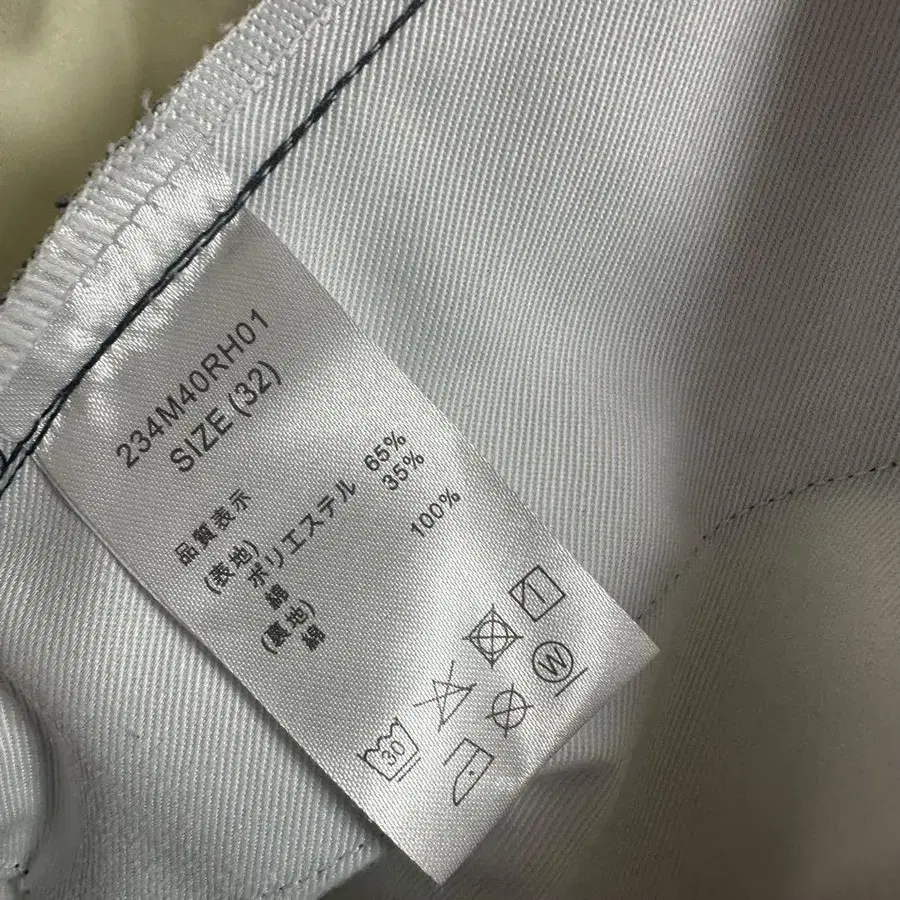 234M40RH01
SIZE (32)
品質表示
(表地)
ポリエステル 65%
綿 35%
(裏地)
綿 100%
30
W